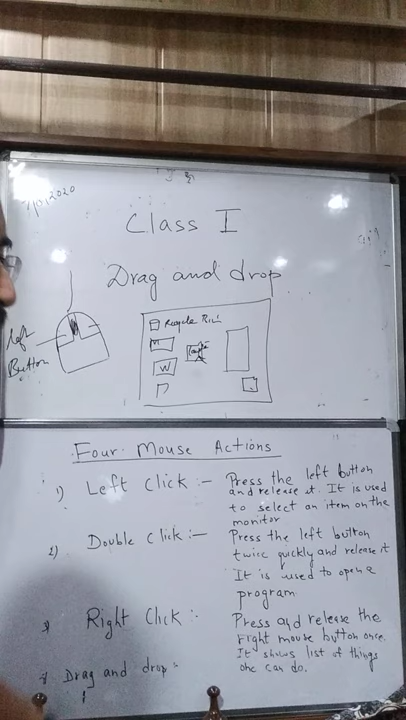 2020
Class I
Drag and drop
Left
Button
Recycle Bin
M
W
Four Mouse Actions
1) Left Click :- Press the left button
and release it. It is used
to select an item on the
monitor
2) Double click :- Press the left button
twice quickly and release it
It is used to open a
program
3) Right Click :- Press and release the
right mouse button once.
It shows list of things
one can do.
4) Drag and drop :-